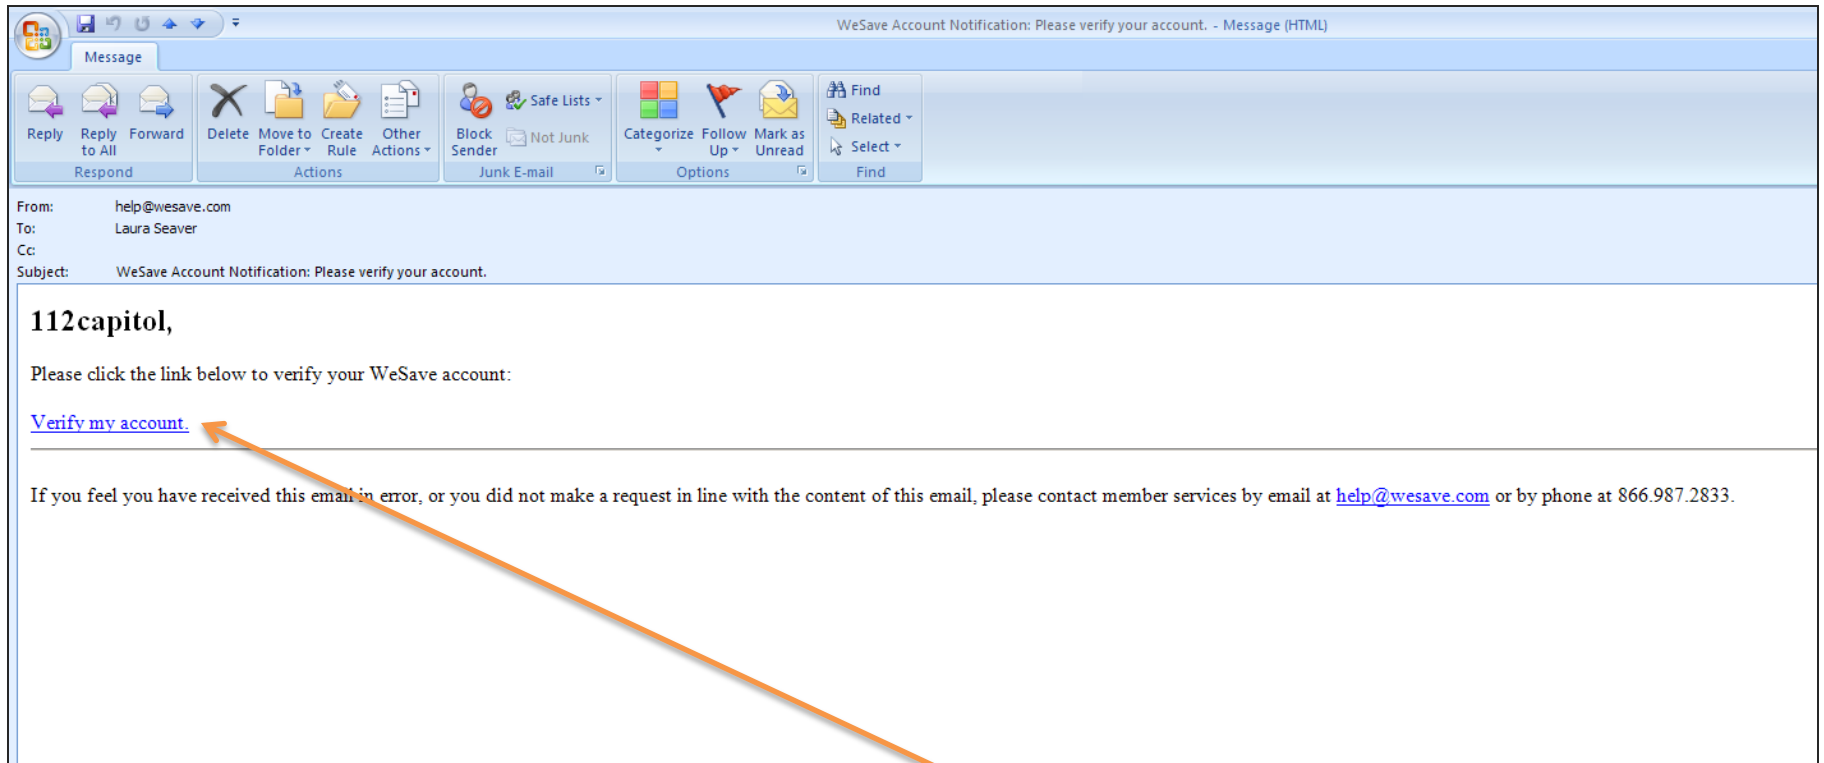 WeSave Account Notification: Please verify your account. - Message (HTML)
Message
Reply
Reply to All
Forward
Respond
Delete
Move to Folder
Create Rule
Other Actions
Actions
Block Sender
Safe Lists
Not Junk
Junk E-mail
Categorize
Follow Up
Mark as Unread
Options
Find
Related
Select
Find
From: help@wesave.com
To: Laura Seaver
Cc:
Subject: WeSave Account Notification: Please verify your account.
112capitol,
Please click the link below to verify your WeSave account:
Verify my account.
If you feel you have received this email in error, or you did not make a request in line with the content of this email, please contact member services by email at help@wesave.com or by phone at 866.987.2833.